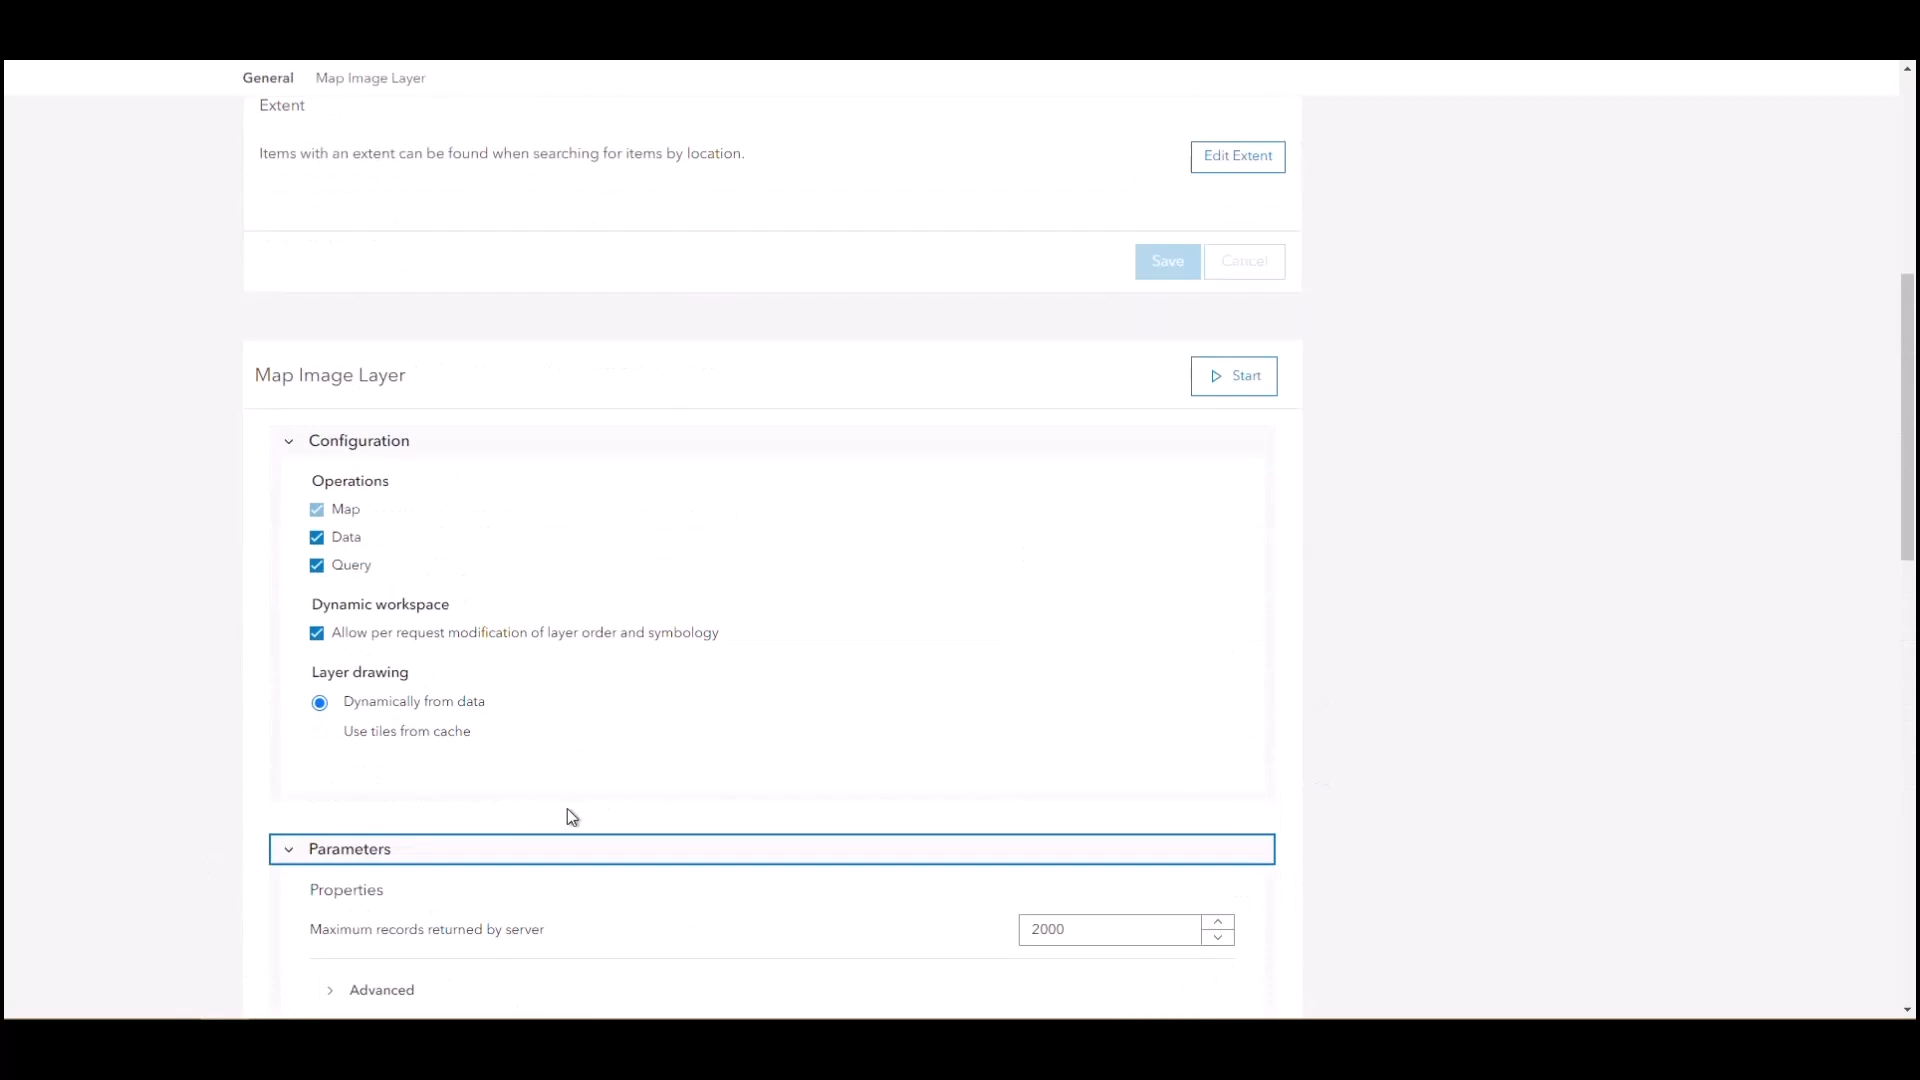 General Map Image Layer
Extent
Items with an extent can be found when searching for items by location.
Edit Extent
Save Cancel
Map Image Layer
Start
Configuration
Operations
Map
Data
Query
Dynamic workspace
Allow per request modification of layer order and symbology
Layer drawing
Dynamically from data
Use tiles from cache
Parameters
Properties
Maximum records returned by server 2000
Advanced